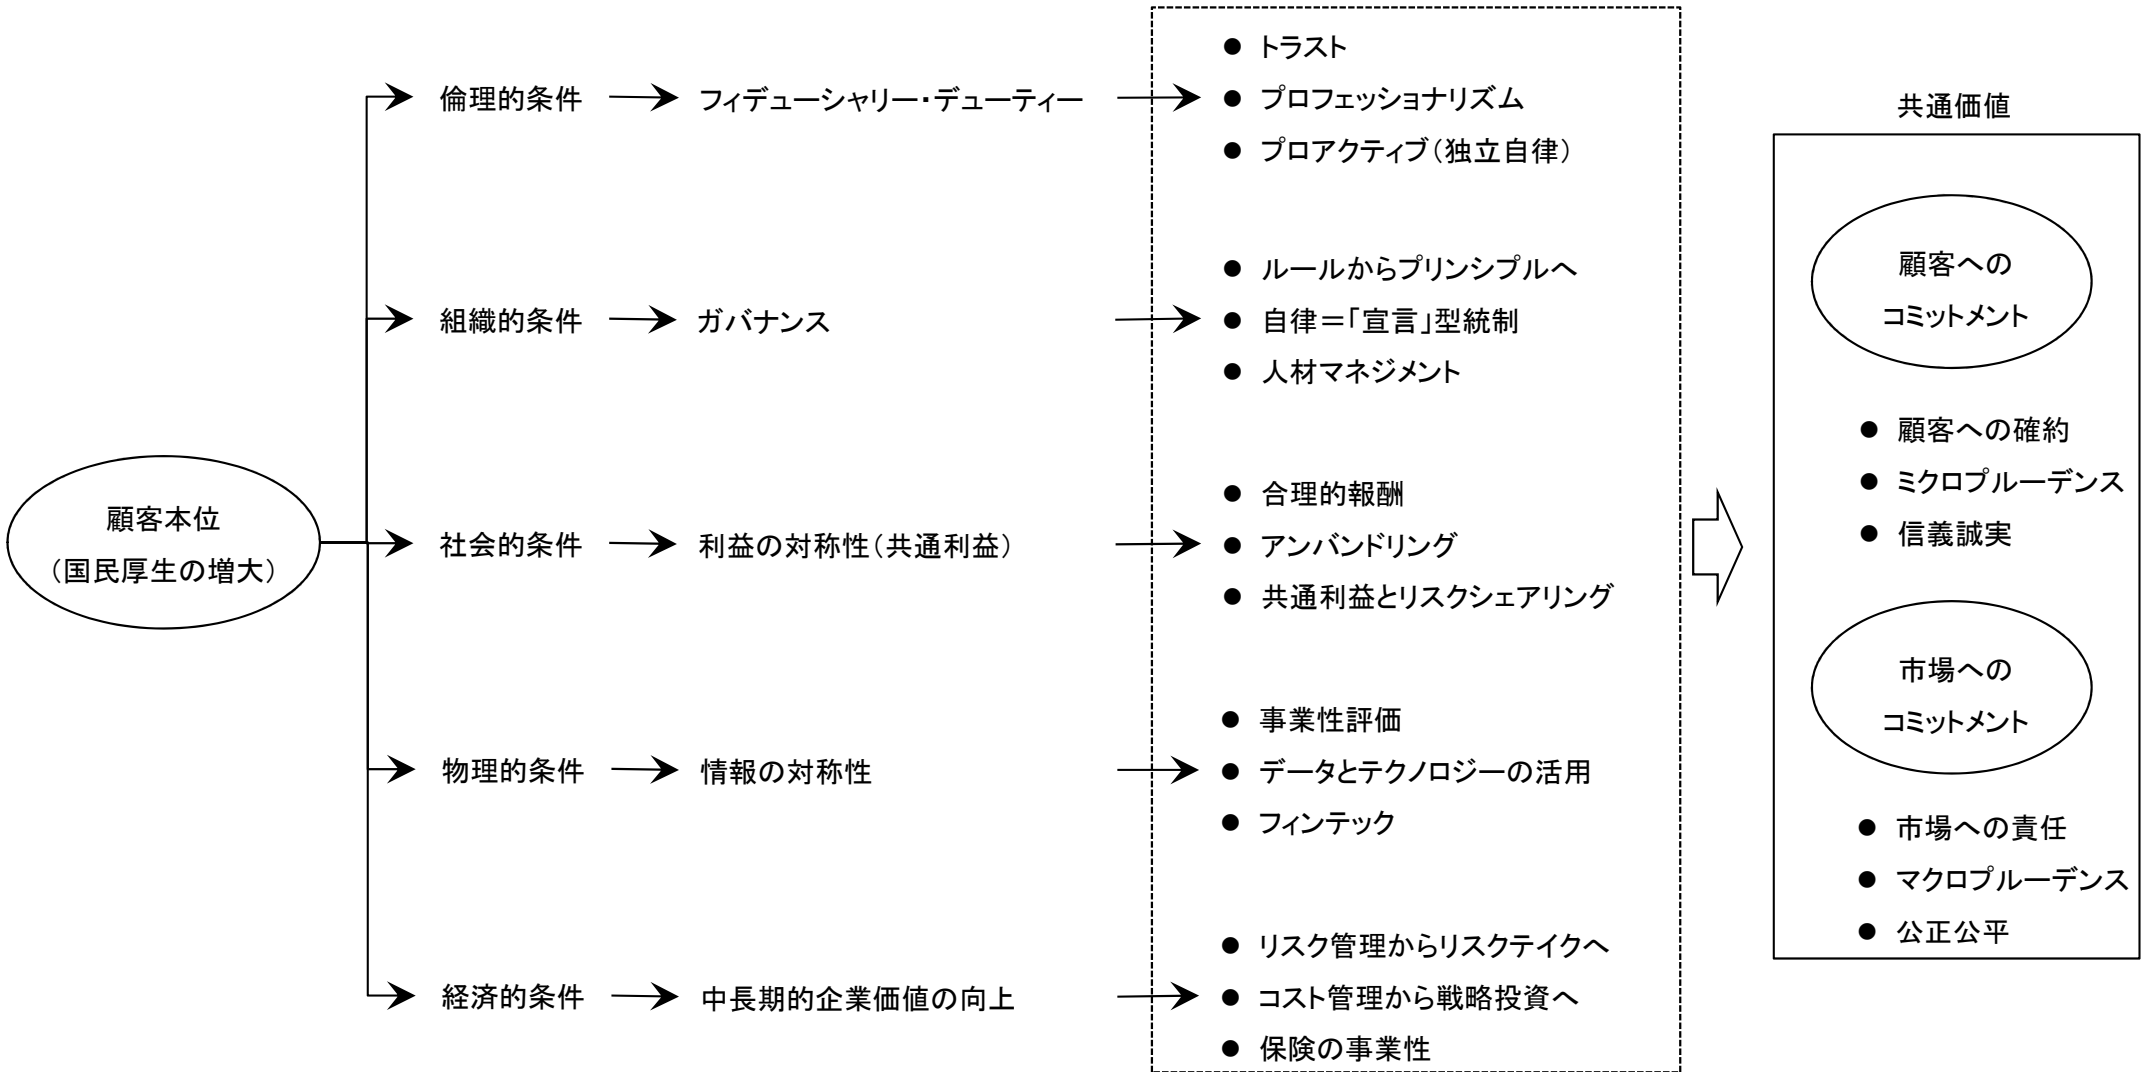 顧客本位
(国民厚生の増大)
倫理的条件
フィデューシャリー・デューティー
● トラスト
● プロフェッショナリズム
● プロアクティブ(独立自律)
組織的条件
ガバナンス
● ルールからプリンシプルへ
● 自律=「宣言」型統制
● 人材マネジメント
社会的条件
利益の対称性(共通利益)
● 合理的報酬
● アンバンドリング
● 共通利益とリスクシェアリング
物理的条件
情報の対称性
● 事業性評価
● データとテクノロジーの活用
● フィンテック
経済的条件
中長期的企業価値の向上
● リスク管理からリスクテイクへ
● コスト管理から戦略投資へ
● 保険の事業性
共通価値
顧客への
コミットメント
● 顧客への確約
● ミクロプルーデンス
● 信義誠実
市場への
コミットメント
● 市場への責任
● マクロプルーデンス
● 公正公平